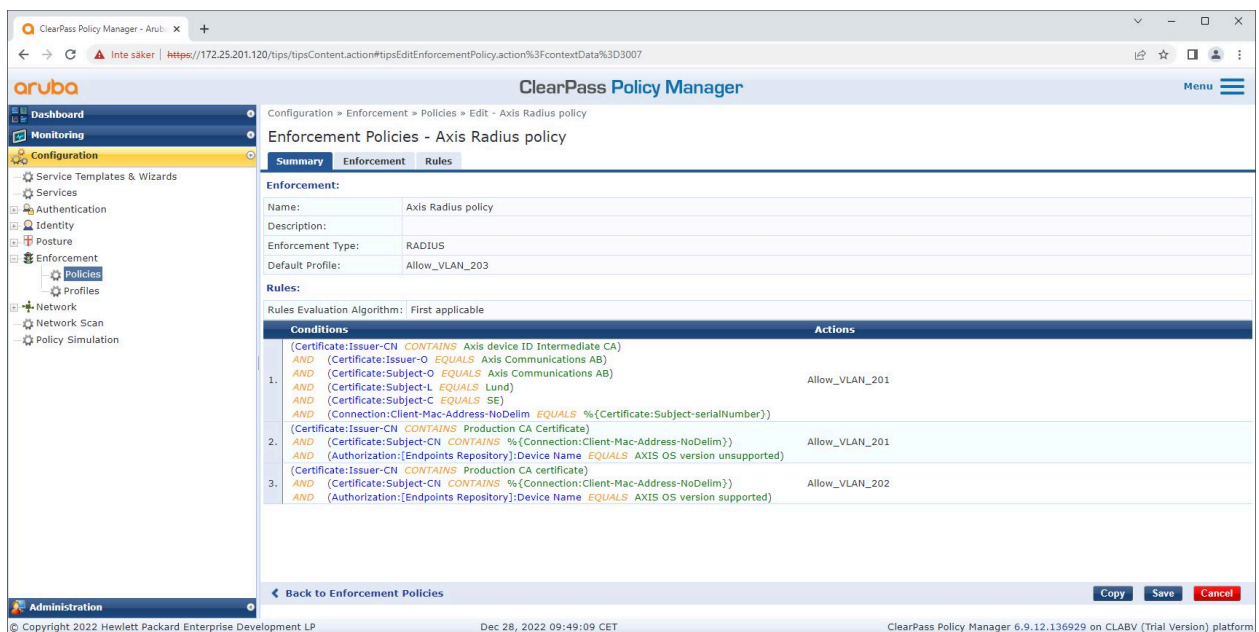 ClearPass Policy Manager - Aruba
Inte säker | https://172.25.201.120/tips/tipsContent.action#tipsEditEnforcementPolicy.action%3FcontextData%3D3007
aruba
ClearPass Policy Manager
Menu
Dashboard
Monitoring
Configuration
Service Templates & Wizards
Services
Authentication
Identity
Posture
Enforcement
Policies
Profiles
Network
Network Scan
Policy Simulation
Administration
Configuration » Enforcement » Policies » Edit - Axis Radius policy
Enforcement Policies - Axis Radius policy
Summary Enforcement Rules
Enforcement:
Name: Axis Radius policy
Description:
Enforcement Type: RADIUS
Default Profile: Allow_VLAN_203
Rules:
Rules Evaluation Algorithm: First applicable
Conditions Actions
(Certificate:Issuer-CN CONTAINS Axis device ID Intermediate CA)
AND (Certificate:Issuer-O EQUALS Axis Communications AB)
AND (Certificate:Subject-O EQUALS Axis Communications AB)
1. AND (Certificate:Subject-L EQUALS Lund) Allow_VLAN_201
AND (Certificate:Subject-C EQUALS SE)
AND (Connection:Client-Mac-Address-NoDelim EQUALS %{Certificate:Subject-serialNumber})
(Certificate:Issuer-CN CONTAINS Production CA Certificate)
2. AND (Certificate:Subject-CN CONTAINS %{Connection:Client-Mac-Address-NoDelim}) Allow_VLAN_201
AND (Authorization:[Endpoints Repository]:Device Name EQUALS AXIS OS version unsupported)
(Certificate:Issuer-CN CONTAINS Production CA certificate)
3. AND (Certificate:Subject-CN CONTAINS %{Connection:Client-Mac-Address-NoDelim}) Allow_VLAN_202
AND (Authorization:[Endpoints Repository]:Device Name EQUALS AXIS OS version supported)
Back to Enforcement Policies
Copy Save Cancel
© Copyright 2022 Hewlett Packard Enterprise Development LP Dec 28, 2022 09:49:09 CET ClearPass Policy Manager 6.9.12.136929 on CLABV (Trial Version) platform